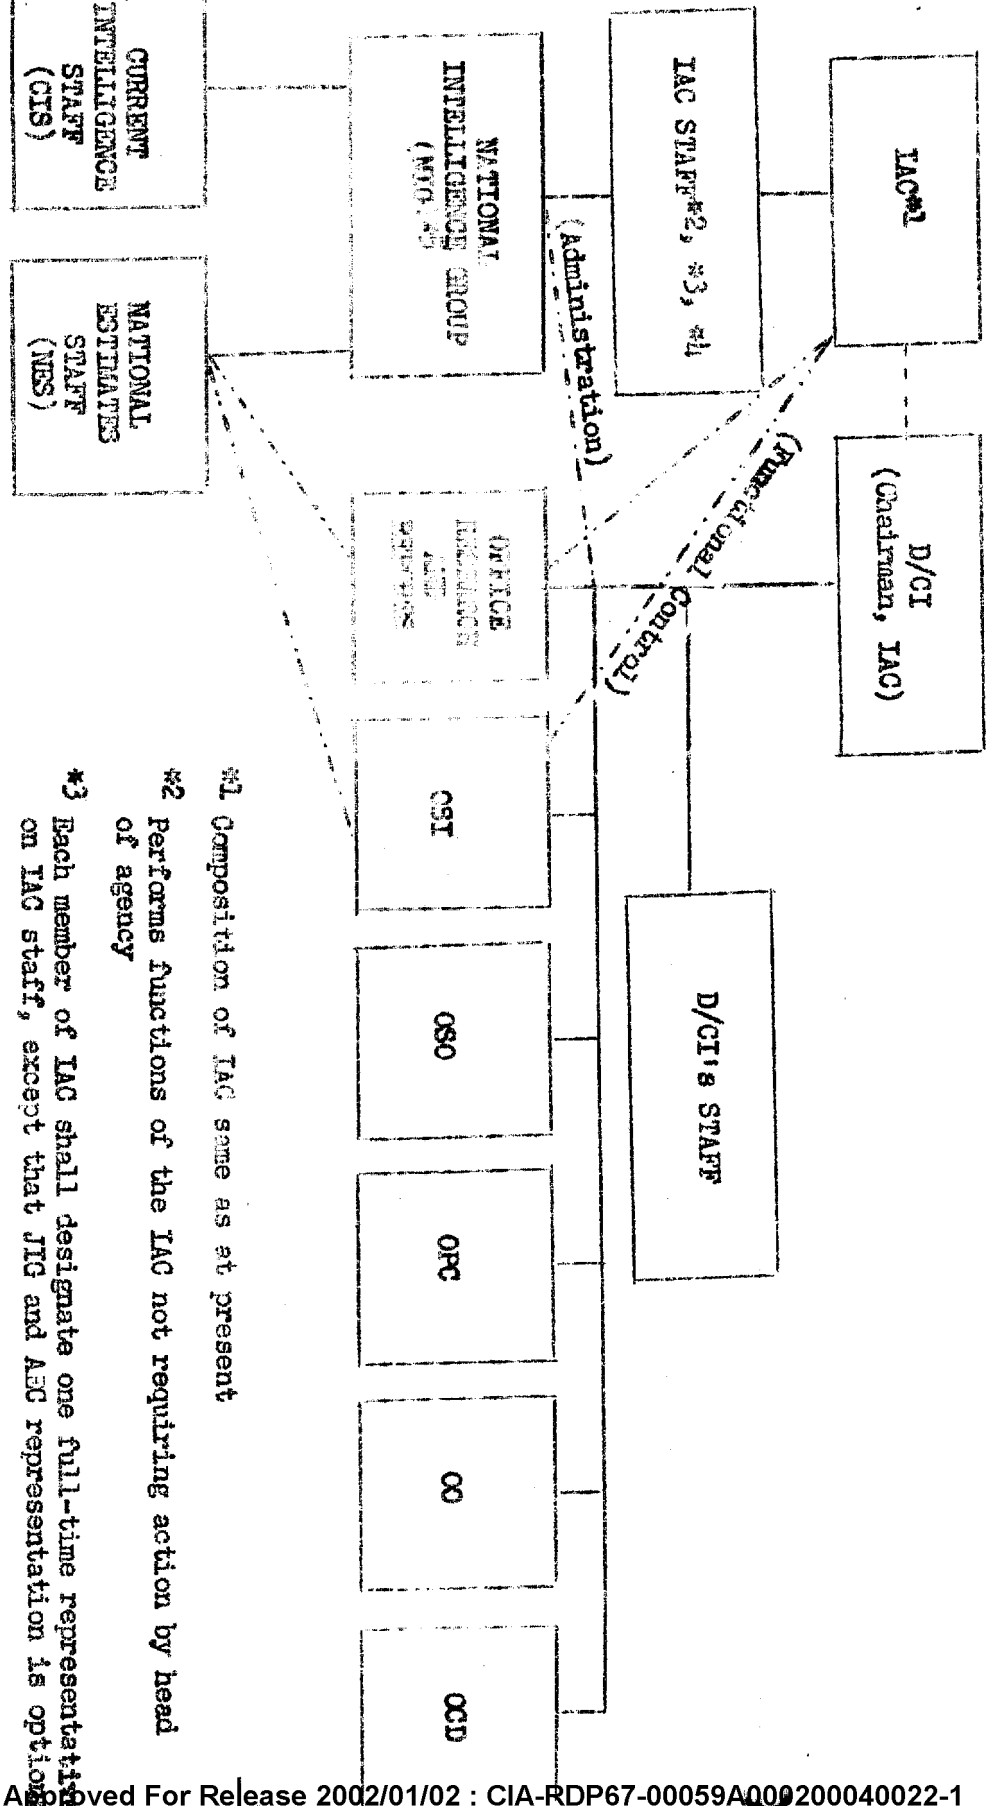 IAC*1
D/CI
(Chairman, IAC)
IAC STAFF*2, *3, *4
(Functional Control)
D/CI's STAFF
(Administration)
NATIONAL
INTELLIGENCE GROUP
OFFICE
AND
OSI
OSO
OPC
OO
OCD
CURRENT
INTELLIGENCE
STAFF
(CIS)
NATIONAL
ESTIMATES
STAFF
(NES)
*1 Composition of IAC same as at present
*2 Performs functions of the IAC not requiring action by head
of agency
*3 Each member of IAC shall designate one full-time
on IAC staff, except that JIG and AEC representation is
Approved For Release 2002/01/02 : CIA-RDP67-00059A000200040022-1